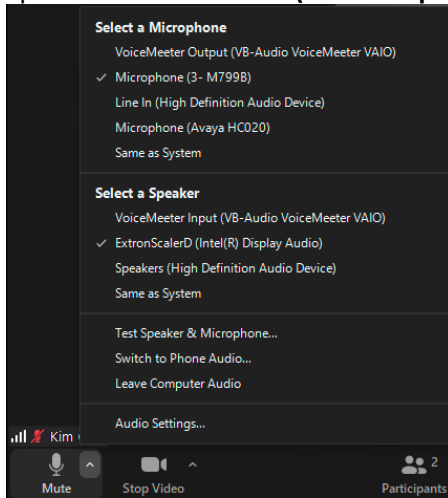 Select a Microphone
VoiceMeeter Output (VB-Audio VoiceMeeter VAIO)
Microphone (3- M799B)
Line In (High Definition Audio Device)
Microphone (Avaya HC020)
Same as System
Select a Speaker
VoiceMeeter Input (VB-Audio VoiceMeeter VAIO)
ExtronScalerD (Intel(R) Display Audio)
Speakers (High Definition Audio Device)
Same as System
Test Speaker & Microphone...
Switch to Phone Audio...
Leave Computer Audio
Audio Settings...
Kim
2
Mute Stop Video Participants